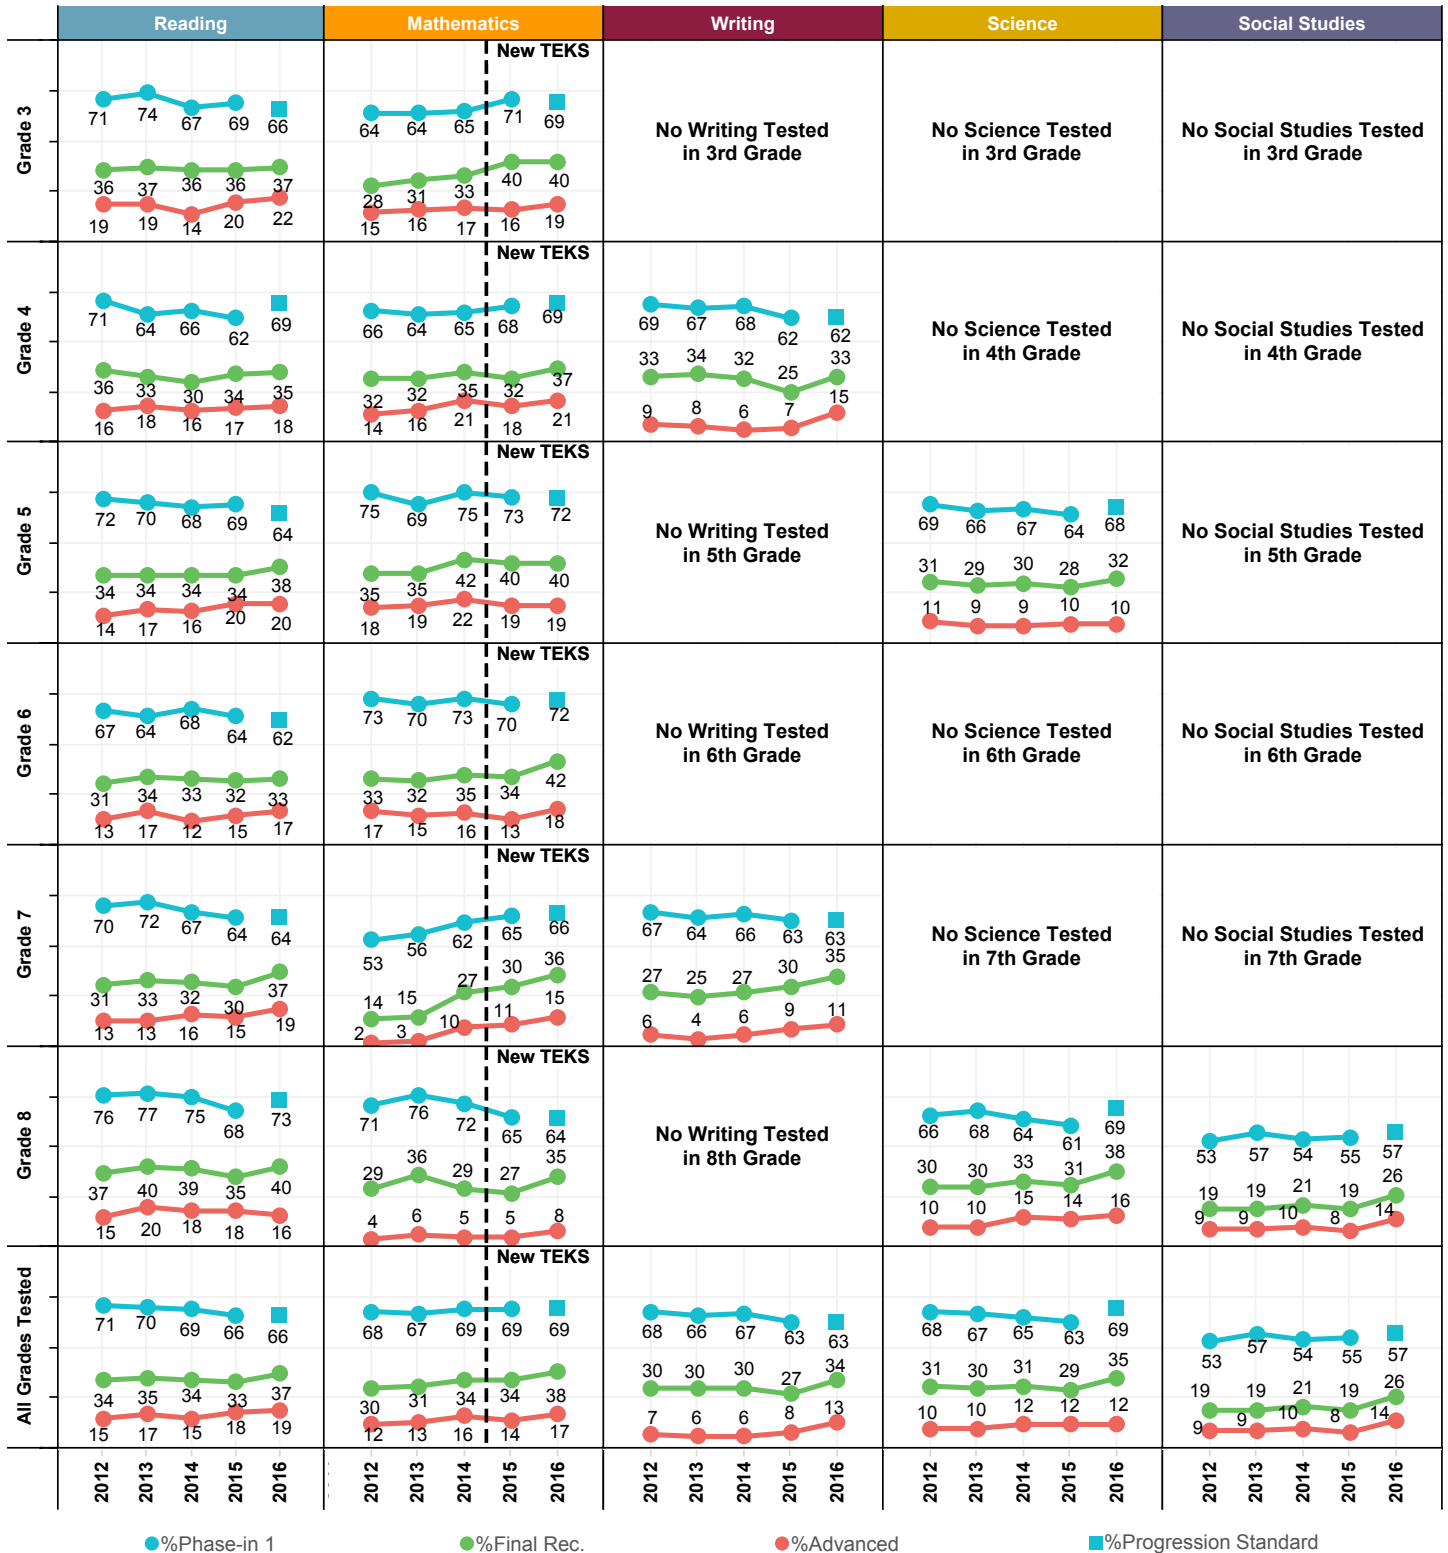 Reading Mathematics Writing Science Social Studies
Grade 3
New TEKS
71 74 67 69 66
36 37 36 36 37
19 19 14 20 22
64 64 65 71 69
28 31 33 40 40
15 16 17 16 19
No Writing Tested
in 3rd Grade
No Science Tested
in 3rd Grade
No Social Studies Tested
in 3rd Grade
Grade 4
New TEKS
71 64 66 62 69
36 33 30 34 35
16 18 16 17 18
66 64 65 68 69
32 32 35 32 37
14 16 21 18 21
69 67 68 62 62
33 34 32 25 33
9 8 6 7 15
No Science Tested
in 4th Grade
No Social Studies Tested
in 4th Grade
Grade 5
New TEKS
72 70 68 69 64
34 34 34 34 38
14 17 16 20 20
75 69 75 73 72
35 35 42 40 40
18 19 22 19 19
No Writing Tested
in 5th Grade
69 66 67 64 68
31 29 30 28 32
11 9 9 10 10
No Social Studies Tested
in 5th Grade
Grade 6
New TEKS
67 64 68 64 62
31 34 33 32 33
13 17 12 15 17
73 70 73 70 72
33 32 35 34 42
17 15 16 13 18
No Writing Tested
in 6th Grade
No Science Tested
in 6th Grade
No Social Studies Tested
in 6th Grade
Grade 7
New TEKS
70 72 67 64 64
31 33 32 30 37
13 13 16 15 19
53 56 62 65 66
14 15 27 30 36
2 3 10 11 15
67 64 66 63 63
27 25 27 30 35
6 4 6 9 11
No Science Tested
in 7th Grade
No Social Studies Tested
in 7th Grade
Grade 8
New TEKS
76 77 75 68 73
37 40 39 35 40
15 20 18 18 16
71 76 72 65 64
29 36 29 27 35
4 6 5 5 8
No Writing Tested
in 8th Grade
66 68 64 61 69
30 30 33 31 38
10 10 15 14 16
53 57 54 55 57
19 19 21 19 26
9 9 10 8 14
All Grades Tested
New TEKS
71 70 69 66 66
34 35 34 33 37
15 17 15 18 19
68 67 69 69 69
30 31 34 34 38
12 13 16 14 17
68 66 67 63 63
30 30 30 27 34
7 6 6 8 13
68 67 65 63 69
31 30 31 29 35
10 10 12 12 12
53 57 54 55 57
19 19 21 19 26
9 9 10 8 14
2012 2013 2014 2015 2016 2012 2013 2014 2015 2016 2012 2013 2014 2015 2016 2012 2013 2014 2015 2016 2012 2013 2014 2015 2016
%Phase-in 1 %Final Rec. %Advanced %Progression Standard